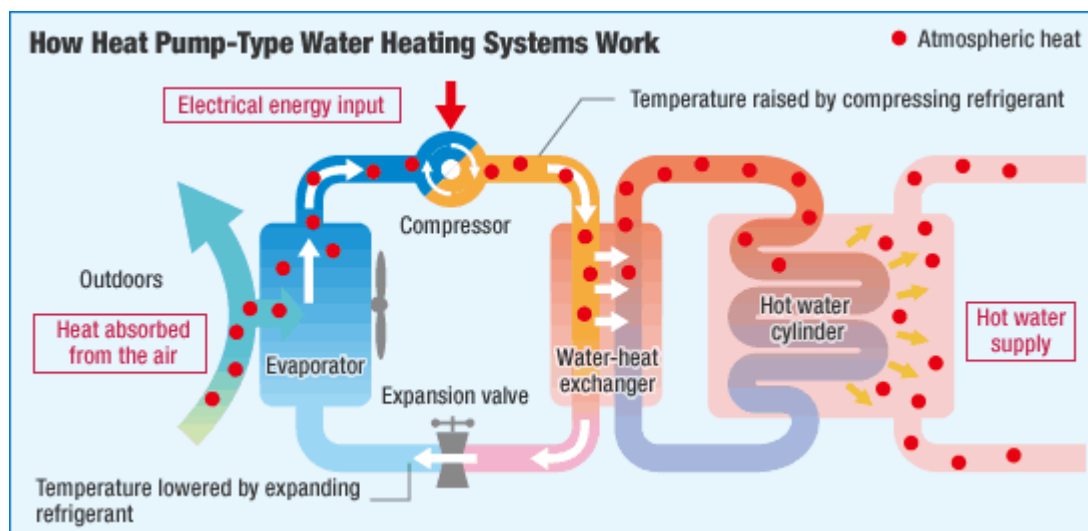 How Heat Pump-Type Water Heating Systems Work
Atmospheric heat
Electrical energy input
Temperature raised by compressing refrigerant
Compressor
Outdoors
Heat absorbed
from the air
Evaporator
Water-heat
exchanger
Hot water
cylinder
Hot water
supply
Expansion valve
Temperature lowered by expanding
refrigerant